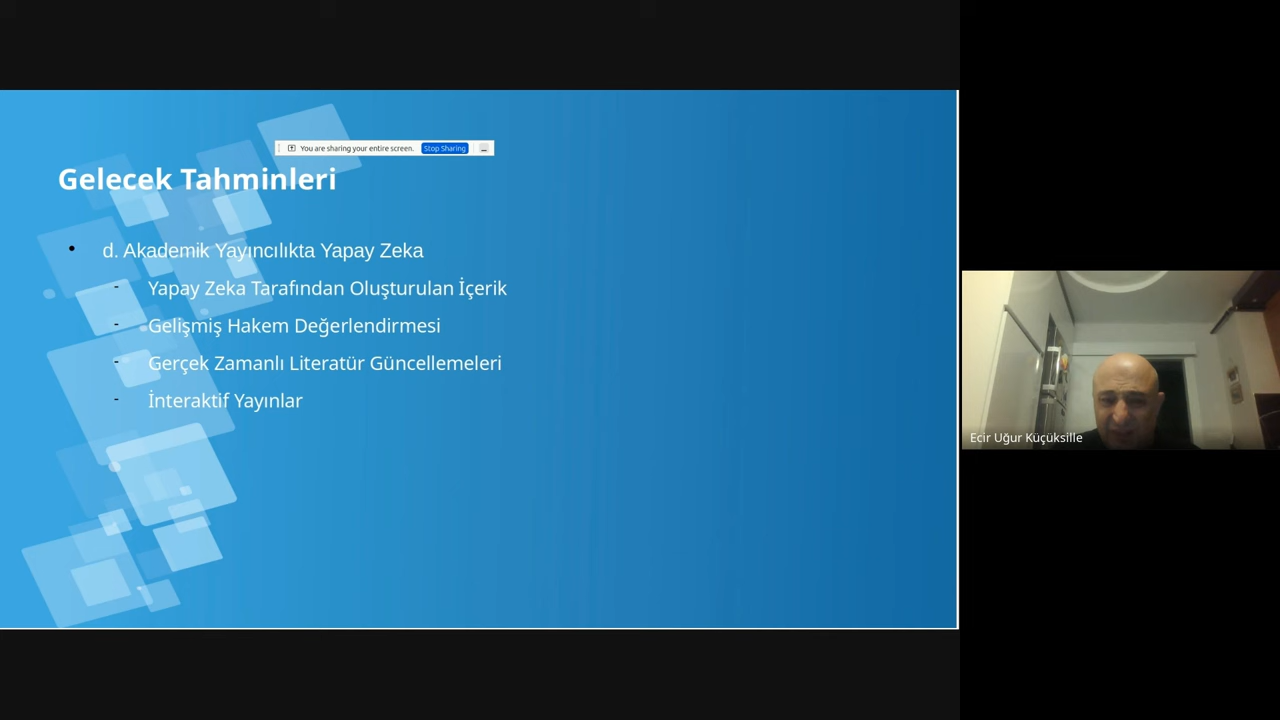 You are sharing your entire screen. Stop Sharing
Gelecek Tahminleri
• d. Akademik Yayıncılıkta Yapay Zeka
- Yapay Zeka Tarafından Oluşturulan İçerik
- Gelişmiş Hakem Değerlendirmesi
- Gerçek Zamanlı Literatür Güncellemeleri
- İnteraktif Yayınlar
Ecir Uğur Küçüksille